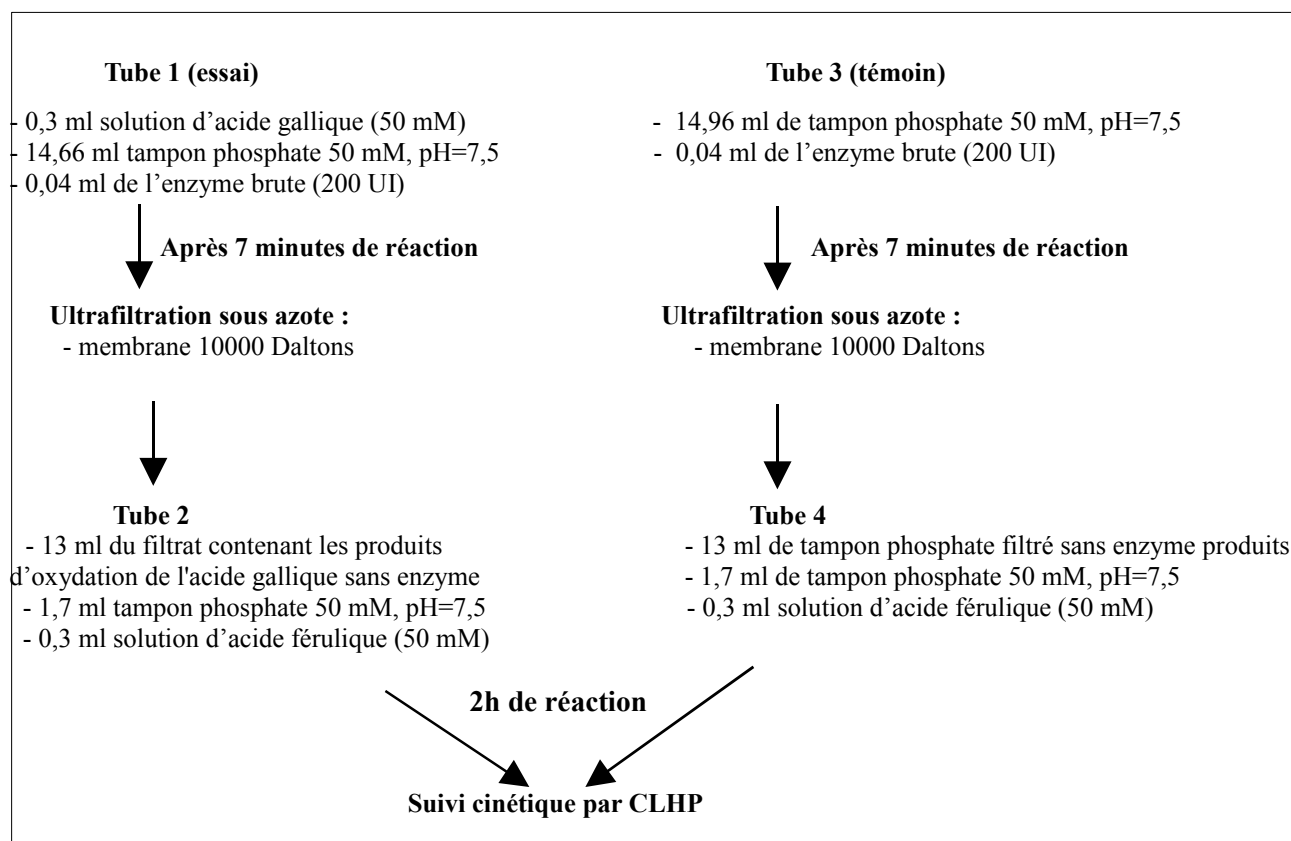 Tube 1 (essai)
- 0,3 ml solution d’acide gallique (50 mM)
- 14,66 ml tampon phosphate 50 mM, pH=7,5
- 0,04 ml de l’enzyme brute (200 UI)
Après 7 minutes de réaction
Ultrafiltration sous azote :
- membrane 10000 Daltons
Tube 2
- 13 ml du filtrat contenant les produits
d’oxydation de l'acide gallique sans enzyme
- 1,7 ml tampon phosphate 50 mM, pH=7,5
- 0,3 ml solution d’acide férulique (50 mM)
Tube 3 (témoin)
- 14,96 ml de tampon phosphate 50 mM, pH=7,5
- 0,04 ml de l’enzyme brute (200 UI)
Après 7 minutes de réaction
Ultrafiltration sous azote :
- membrane 10000 Daltons
Tube 4
- 13 ml de tampon phosphate filtré sans enzyme produits
- 1,7 ml de tampon phosphate 50 mM, pH=7,5
- 0,3 ml solution d’acide férulique (50 mM)
2h de réaction
Suivi cinétique par CLHP